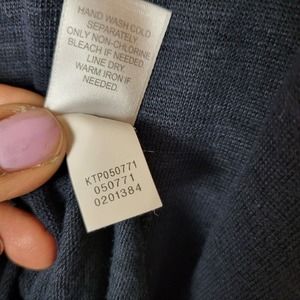 HAND WASH COLD
SEPARATELY
ONLY NON-CHLORINE
BLEACH IF NEEDED
LINE DRY
WARM IRON IF
NEEDED.
KTP050771
050771
0201384